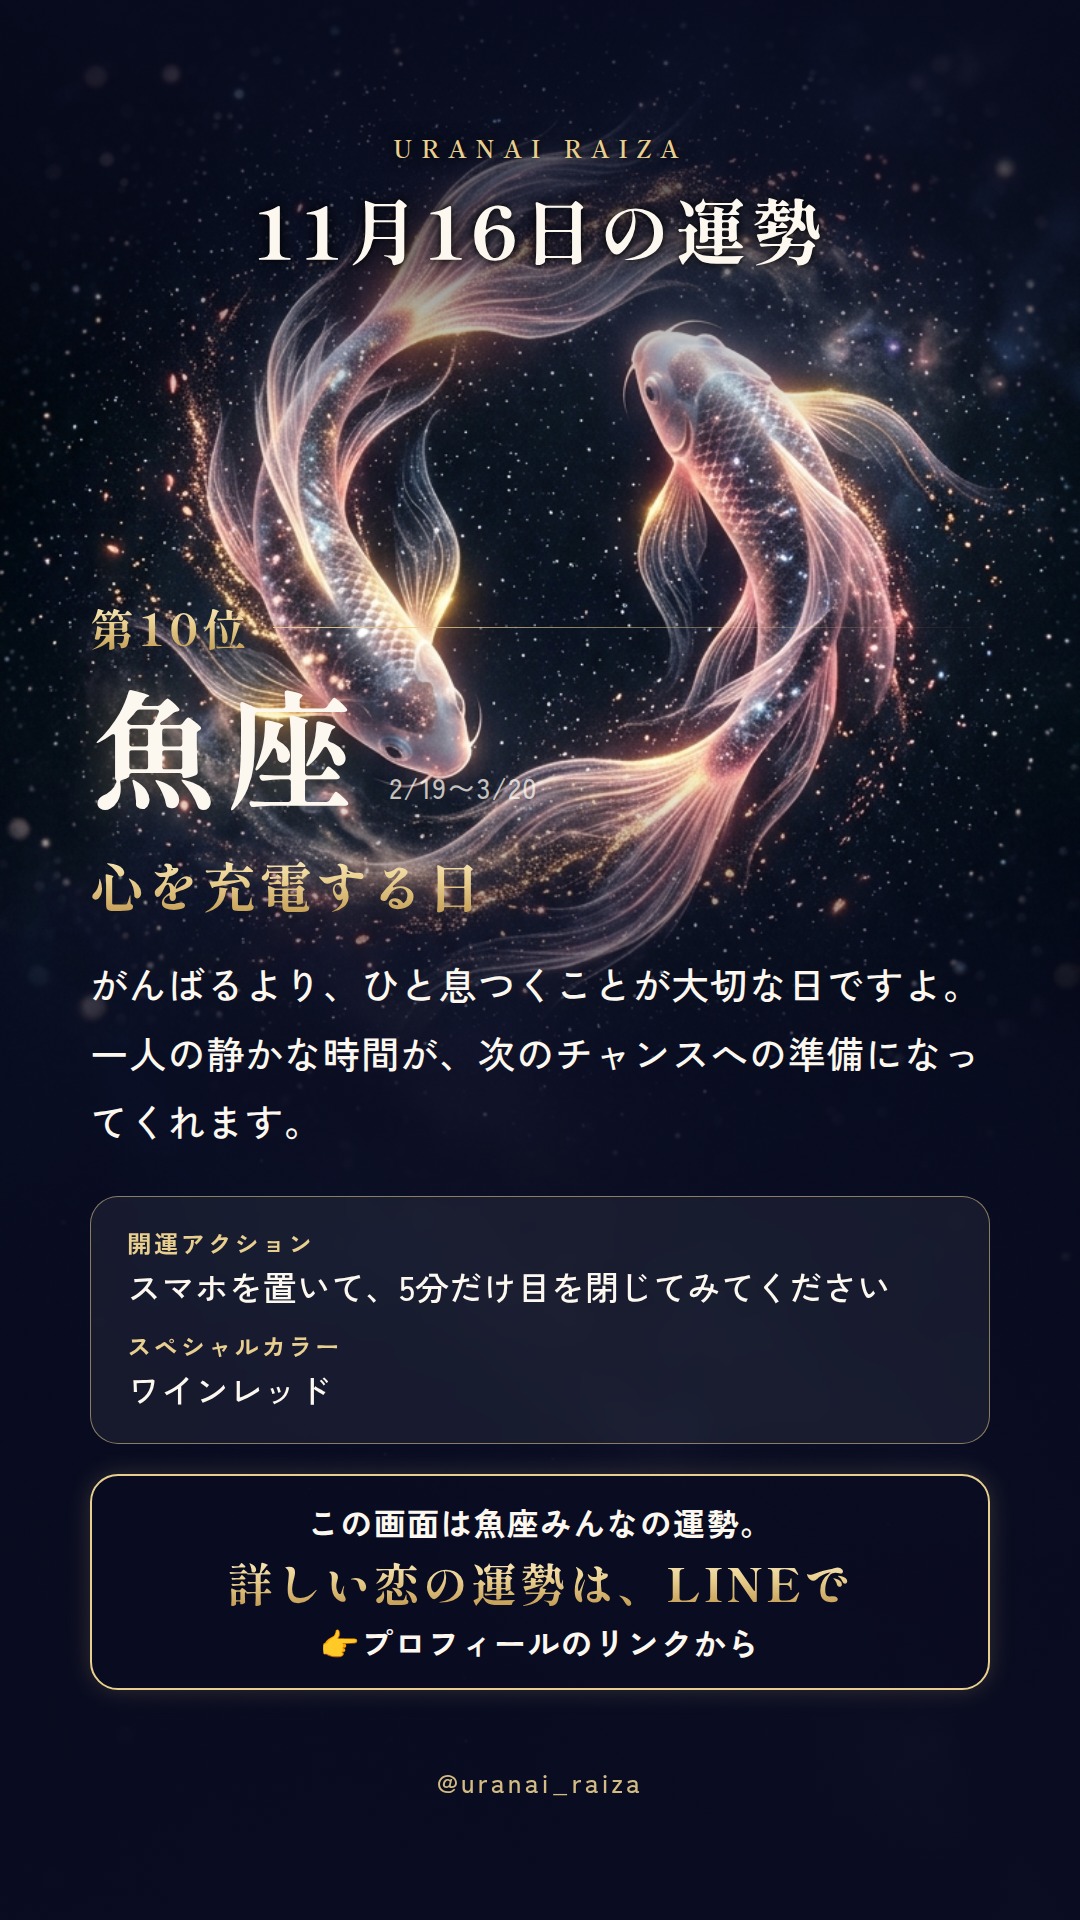 URANAI RAIZA
11月16日の運勢
第10位
魚座 2/19〜3/20
心を充電する日
がんばるより、ひと息つくことが大切な日ですよ。
一人の静かな時間が、次のチャンスへの準備になっ
てくれます。
開運アクション
スマホを置いて、5分だけ目を閉じてみてください
スペシャルカラー
ワインレッド
この画面は魚座みんなの運勢。
詳しい恋の運勢は、LINEで
👉プロフィールのリンクから
@uranai_raiza